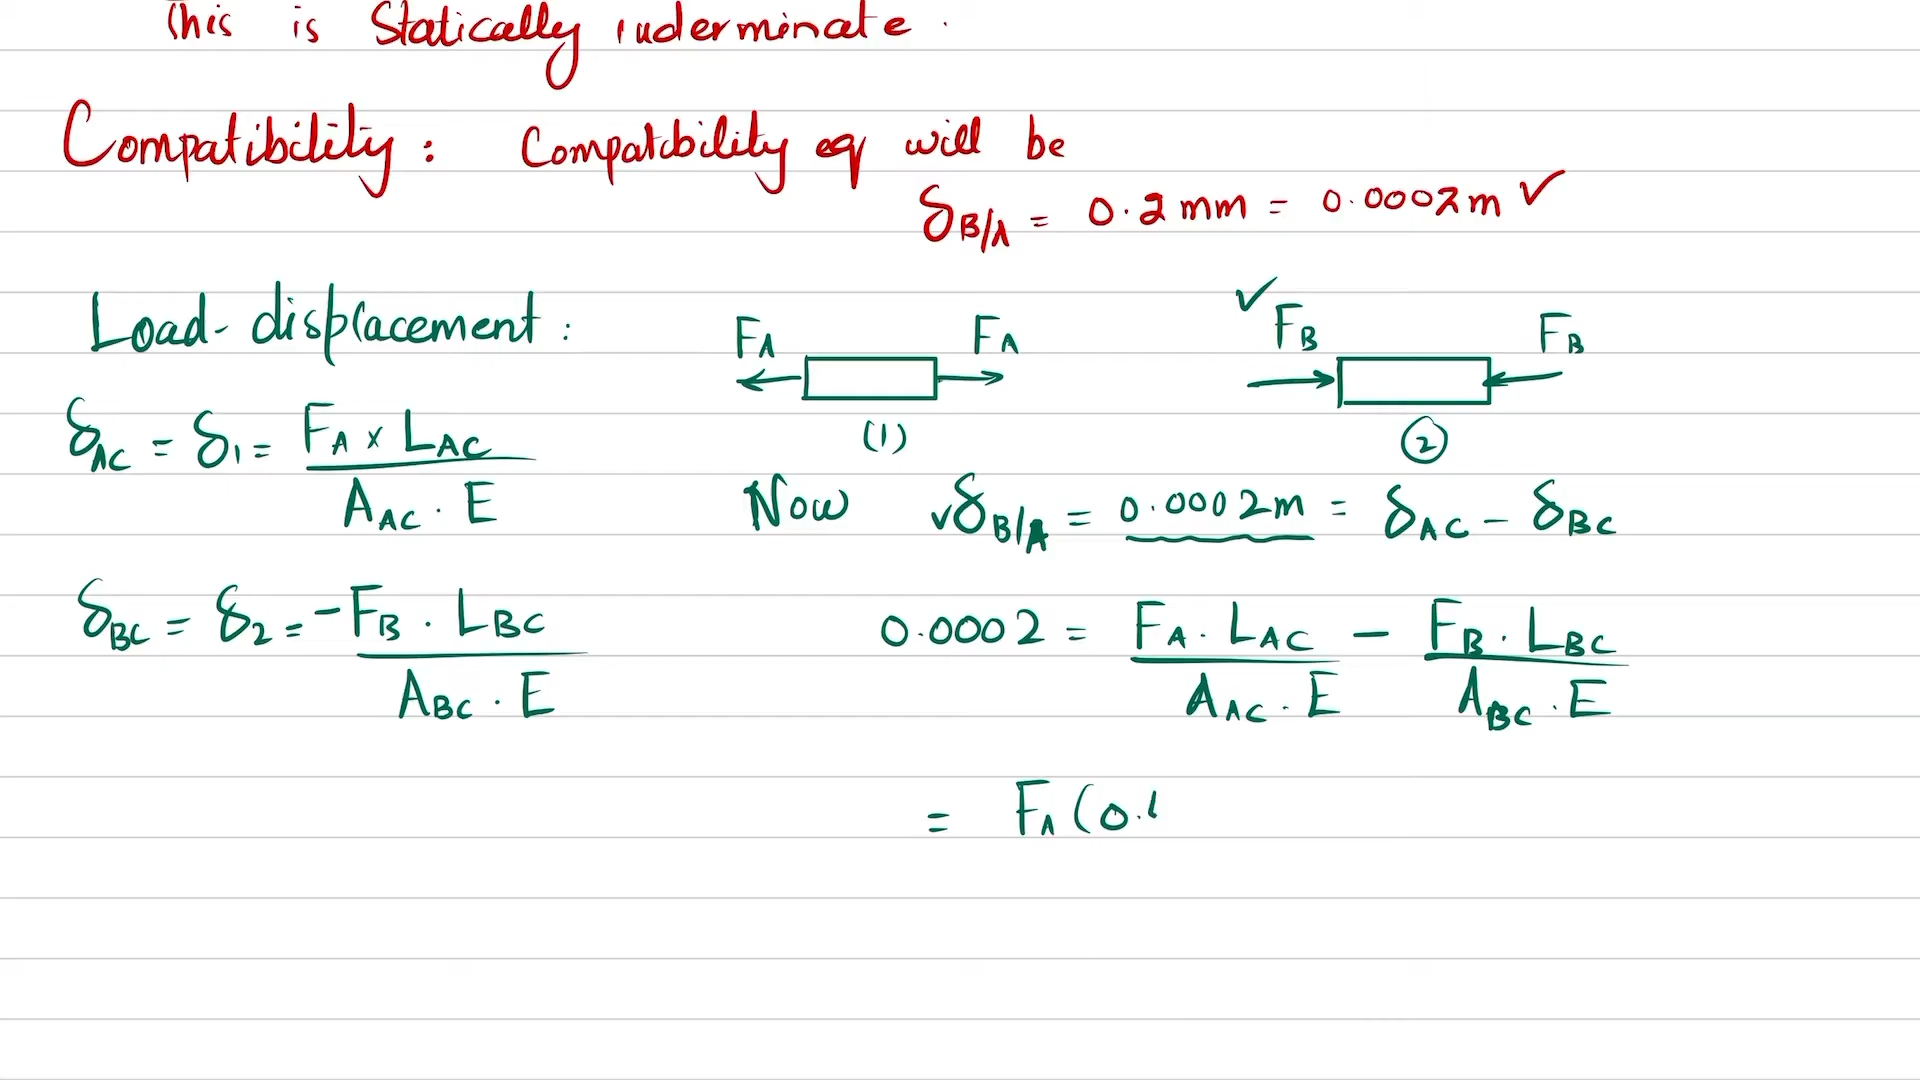 This is Statically inderminate.
Compatibility: Compatibility eq will be
δB/A = 0.2 mm = 0.0002 m ✓
Load-displacement:
FA FA ✓ FB FB
(1) 2
δAC = δ1 = FA × LAC / AAC · E
Now ✓ δB/A = 0.0002 m = δAC - δBC
δBC = δ2 = -FB · LBC / ABC · E
0.0002 = FA · LAC / AAC · E - FB · LBC / ABC · E
= FA (0.